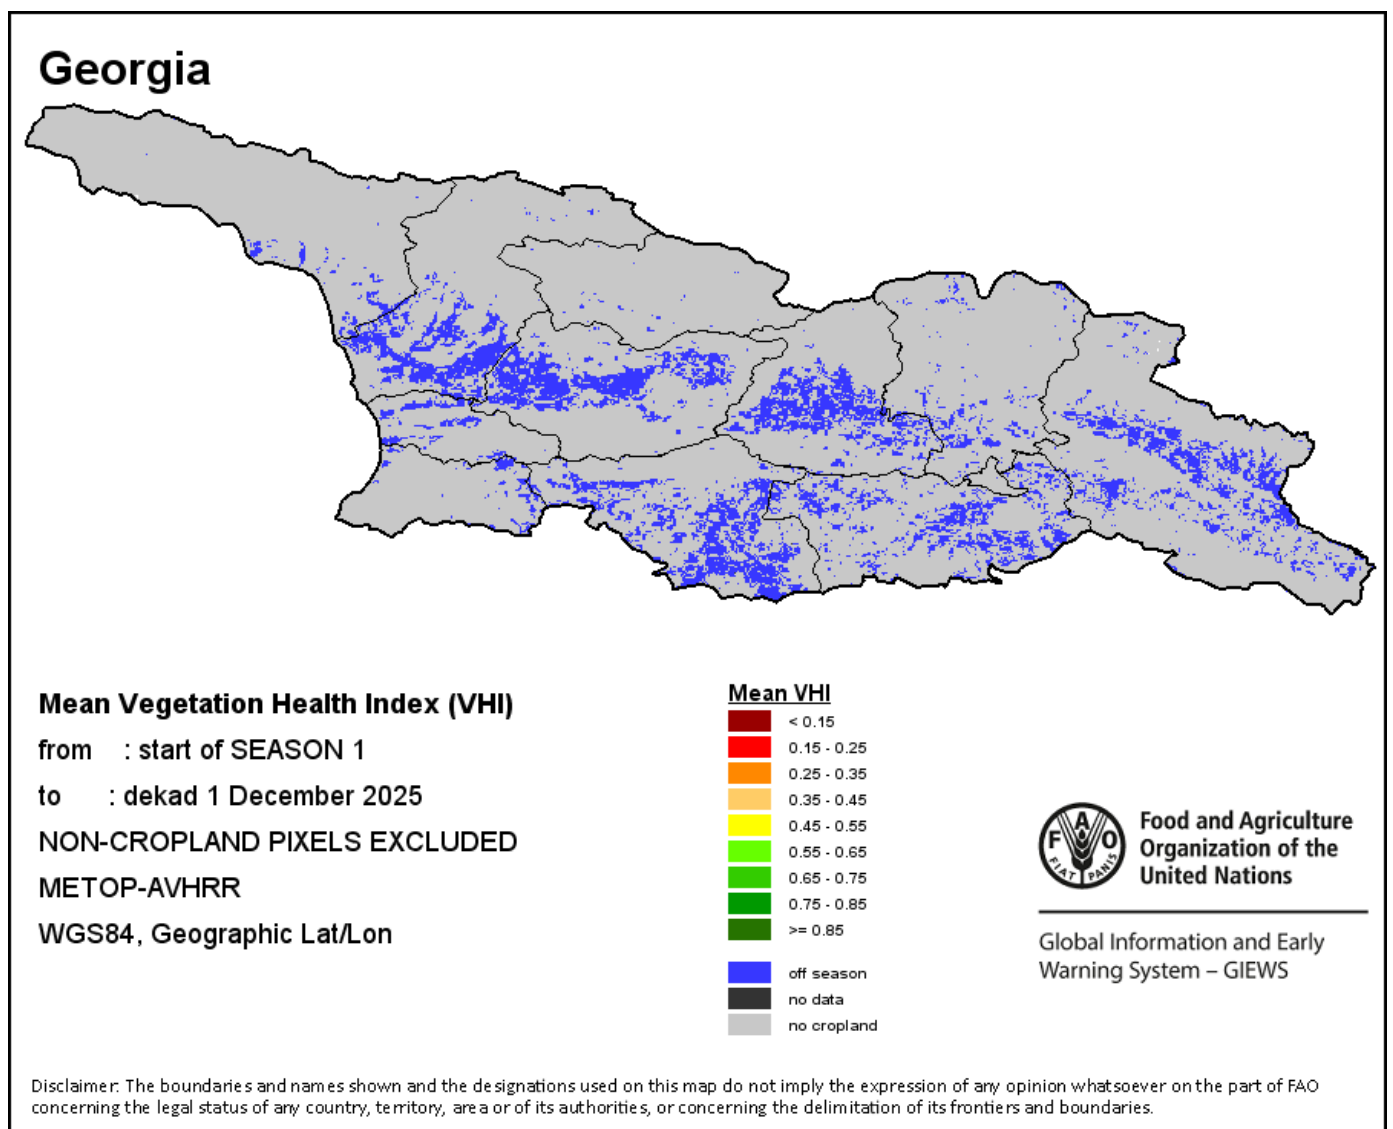 Georgia
Mean Vegetation Health Index (VHI)
from : start of SEASON 1
to : dekad 1 December 2025
NON-CROPLAND PIXELS EXCLUDED
METOP-AVHRR
WGS84, Geographic Lat/Lon
Mean VHI
< 0.15
0.15 - 0.25
0.25 - 0.35
0.35 - 0.45
0.45 - 0.55
0.55 - 0.65
0.65 - 0.75
0.75 - 0.85
>= 0.85
off season
no data
no cropland
F A O
FIAT PANIS
Food and Agriculture
Organization of the
United Nations
Global Information and Early
Warning System – GIEWS
Disclaimer: The boundaries and names shown and the designations used on this map do not imply the expression of any opinion whatsoever on the part of FAO
concerning the legal status of any country, territory, area or of its authorities, or concerning the delimitation of its frontiers and boundaries.